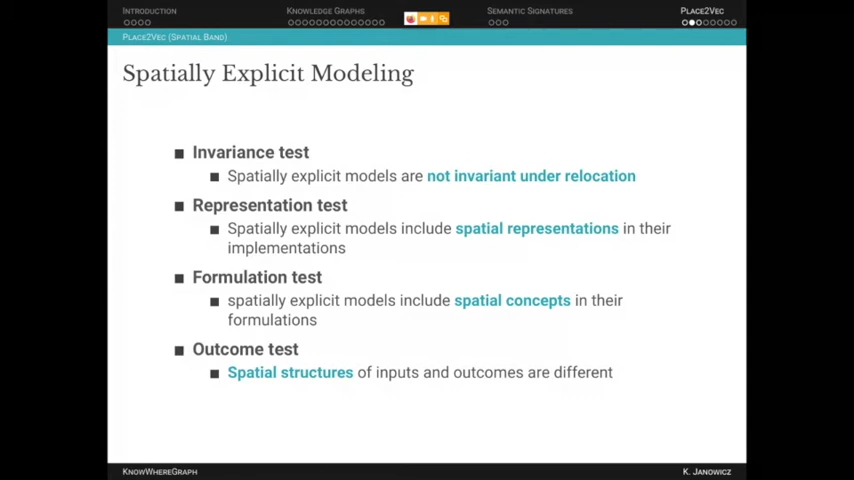 INTRODUCTION
KNOWLEDGE GRAPHS
SEMANTIC SIGNATURES
PLACE2VEC
PLACE2VEC (SPATIAL BAND)
Spatially Explicit Modeling
Invariance test
Spatially explicit models are not invariant under relocation
Representation test
Spatially explicit models include spatial representations in their
implementations
Formulation test
spatially explicit models include spatial concepts in their
formulations
Outcome test
Spatial structures of inputs and outcomes are different
KNOWWHEREGRAPH
K. JANOWICZ